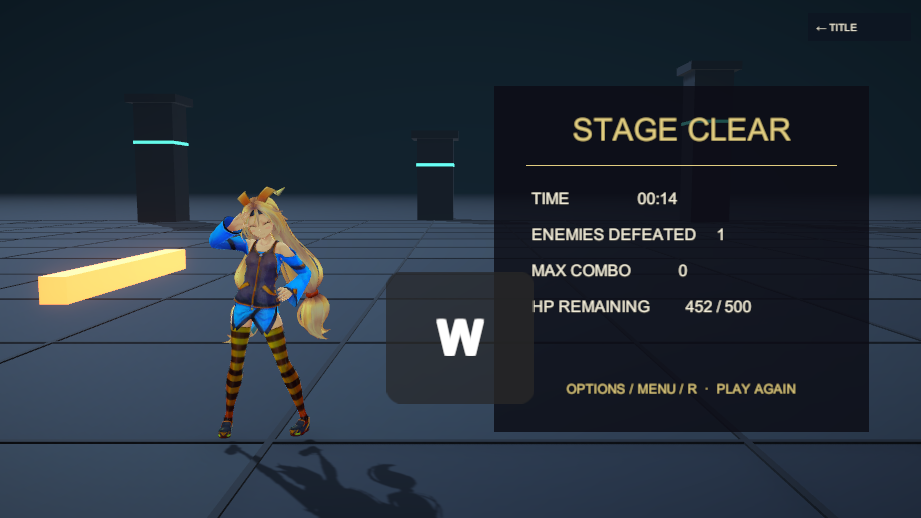 ← TITLE
STAGE CLEAR
TIME 00:14
ENEMIES DEFEATED 1
MAX COMBO 0
HP REMAINING 452 / 500
W
OPTIONS / MENU / R · PLAY AGAIN